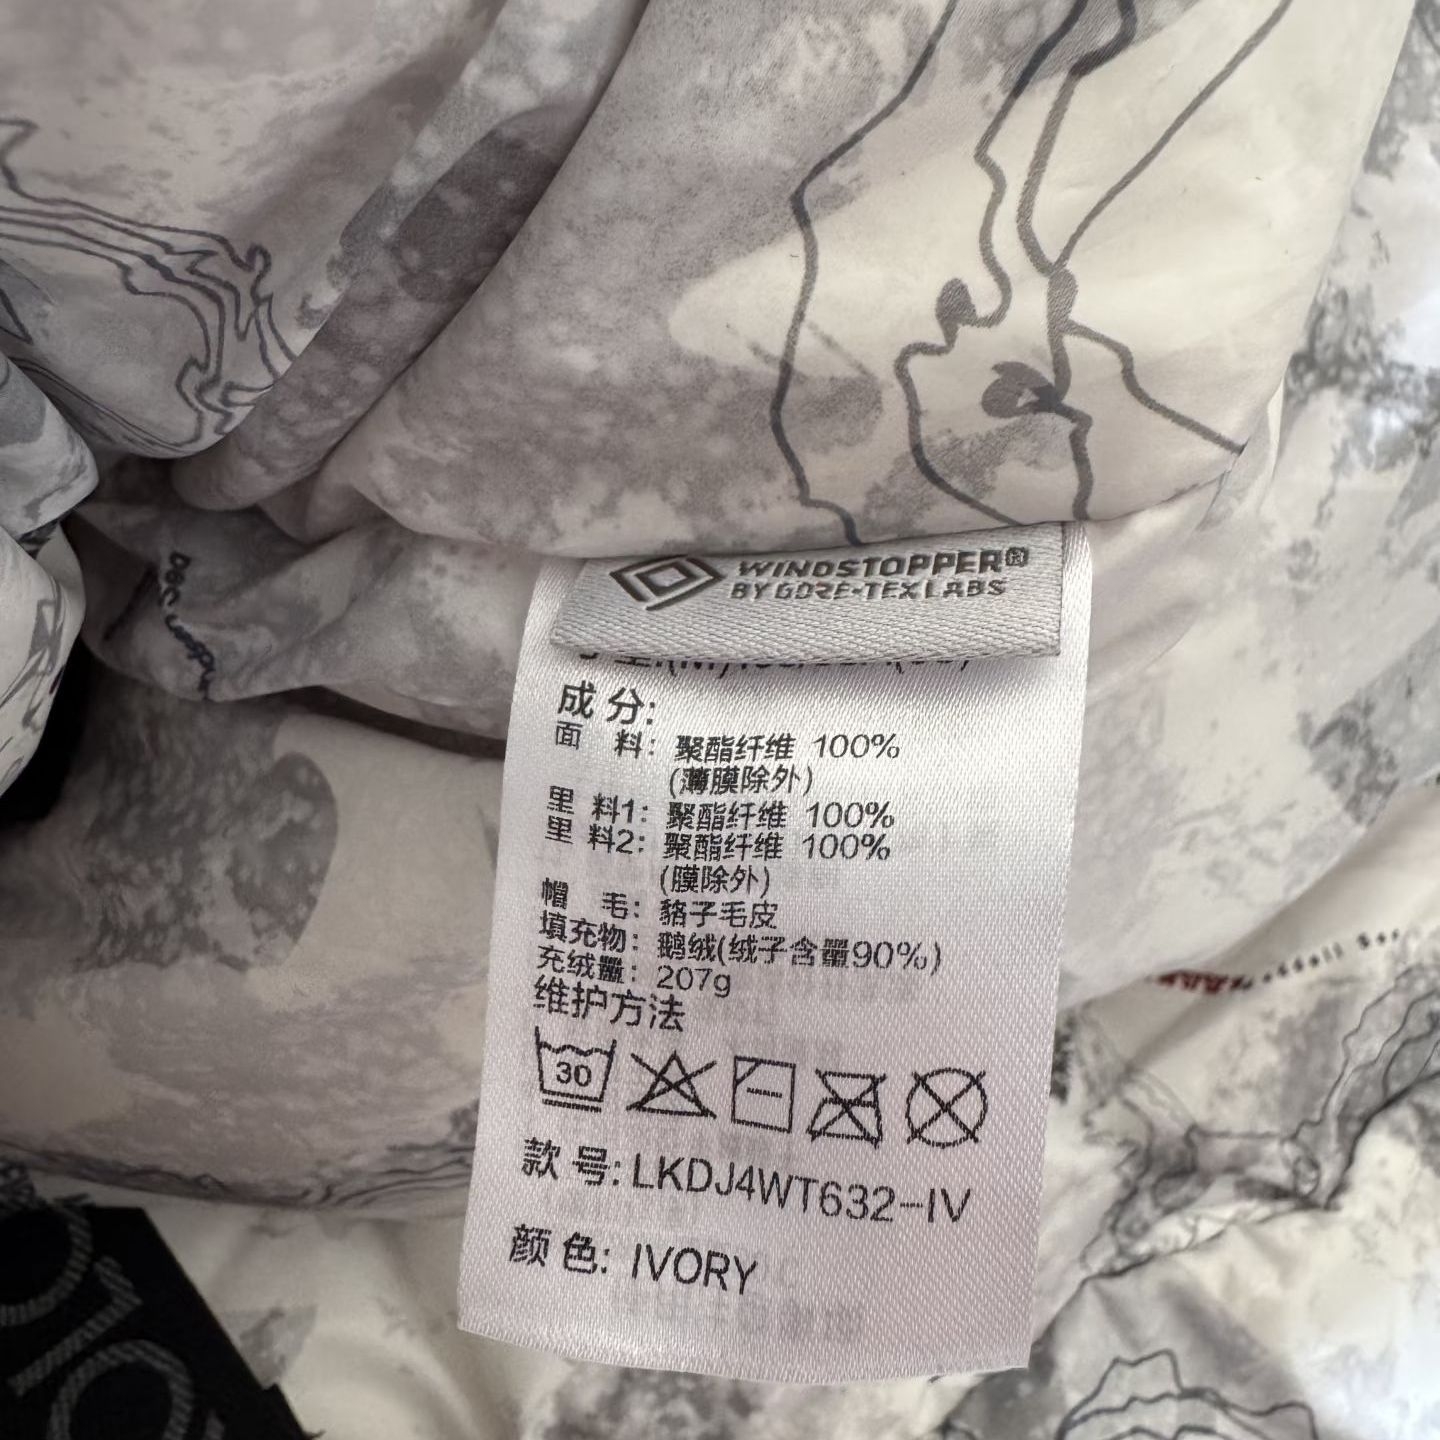 WINDSTOPPER®
BY GORE-TEX LABS
成 分:
面 料: 聚酯纤维 100%
(薄膜除外)
里 料1: 聚酯纤维 100%
里 料2: 聚酯纤维 100%
(膜除外)
帽 毛: 貉子毛皮
填充物: 鹅绒(绒子含量90%)
充绒量: 207g
维护方法
30
款 号: LKDJ4WT632-IV
颜 色: IVORY